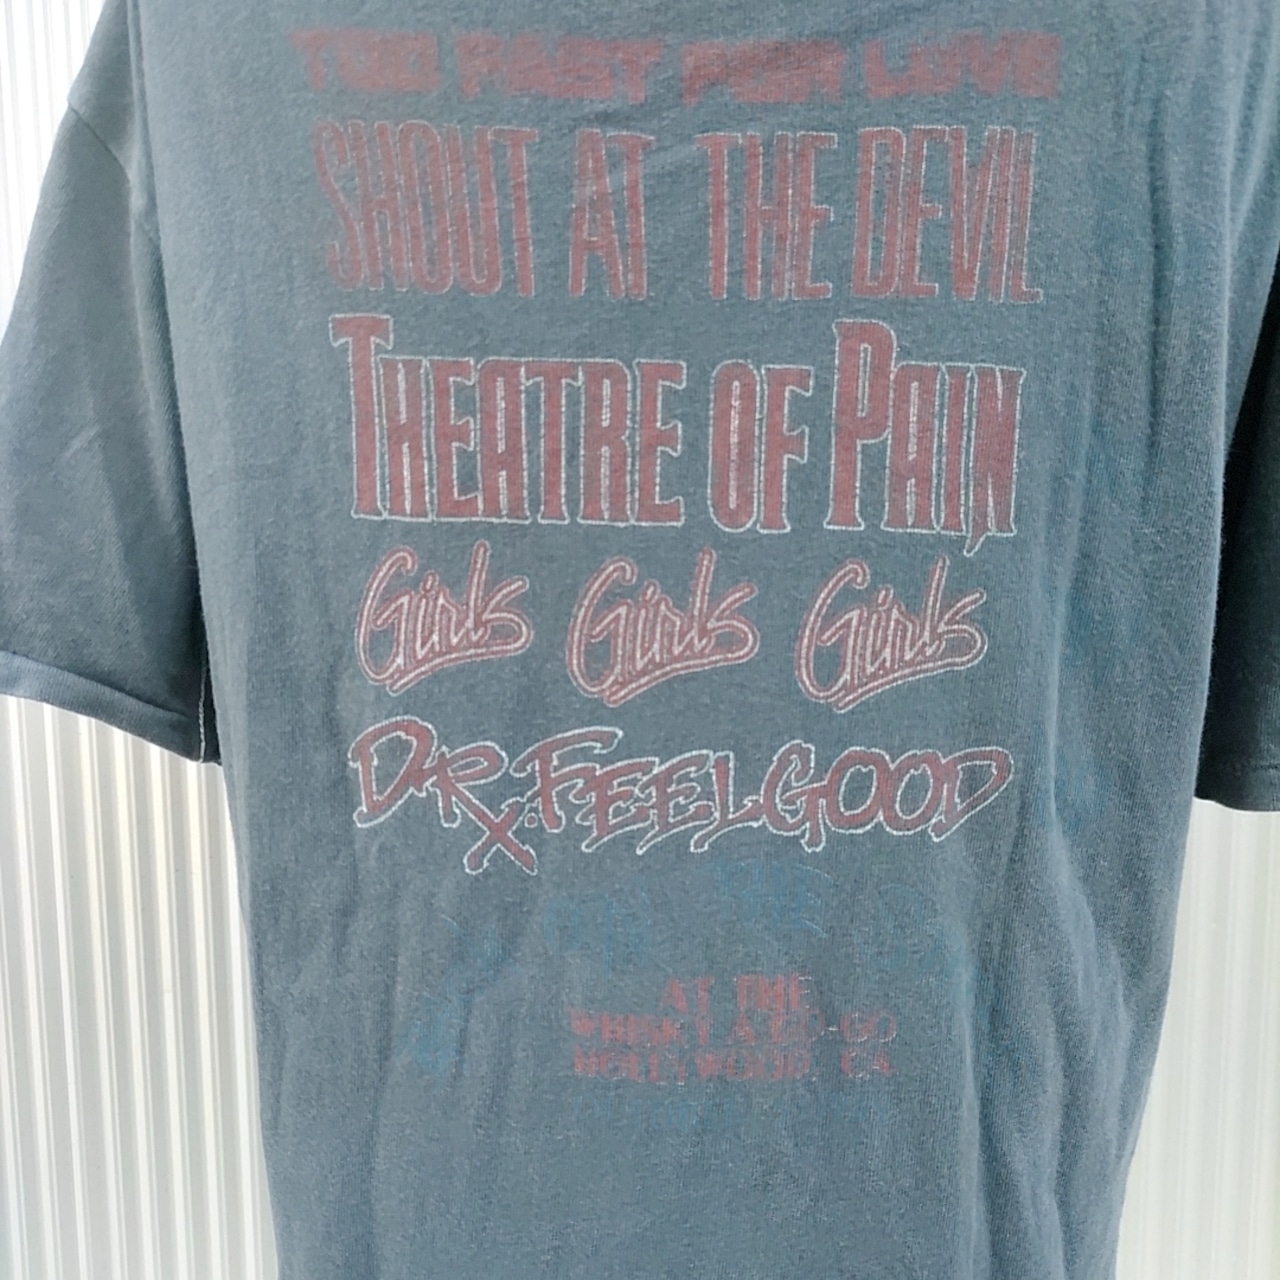 TOO FAST FOR LOVE
SHOUT AT THE DEVIL
THEATRE OF PAIN
Girls Girls Girls
DR. FEELGOOD
AT THE
WHISKY A GO-GO
HOLLYWOOD CA